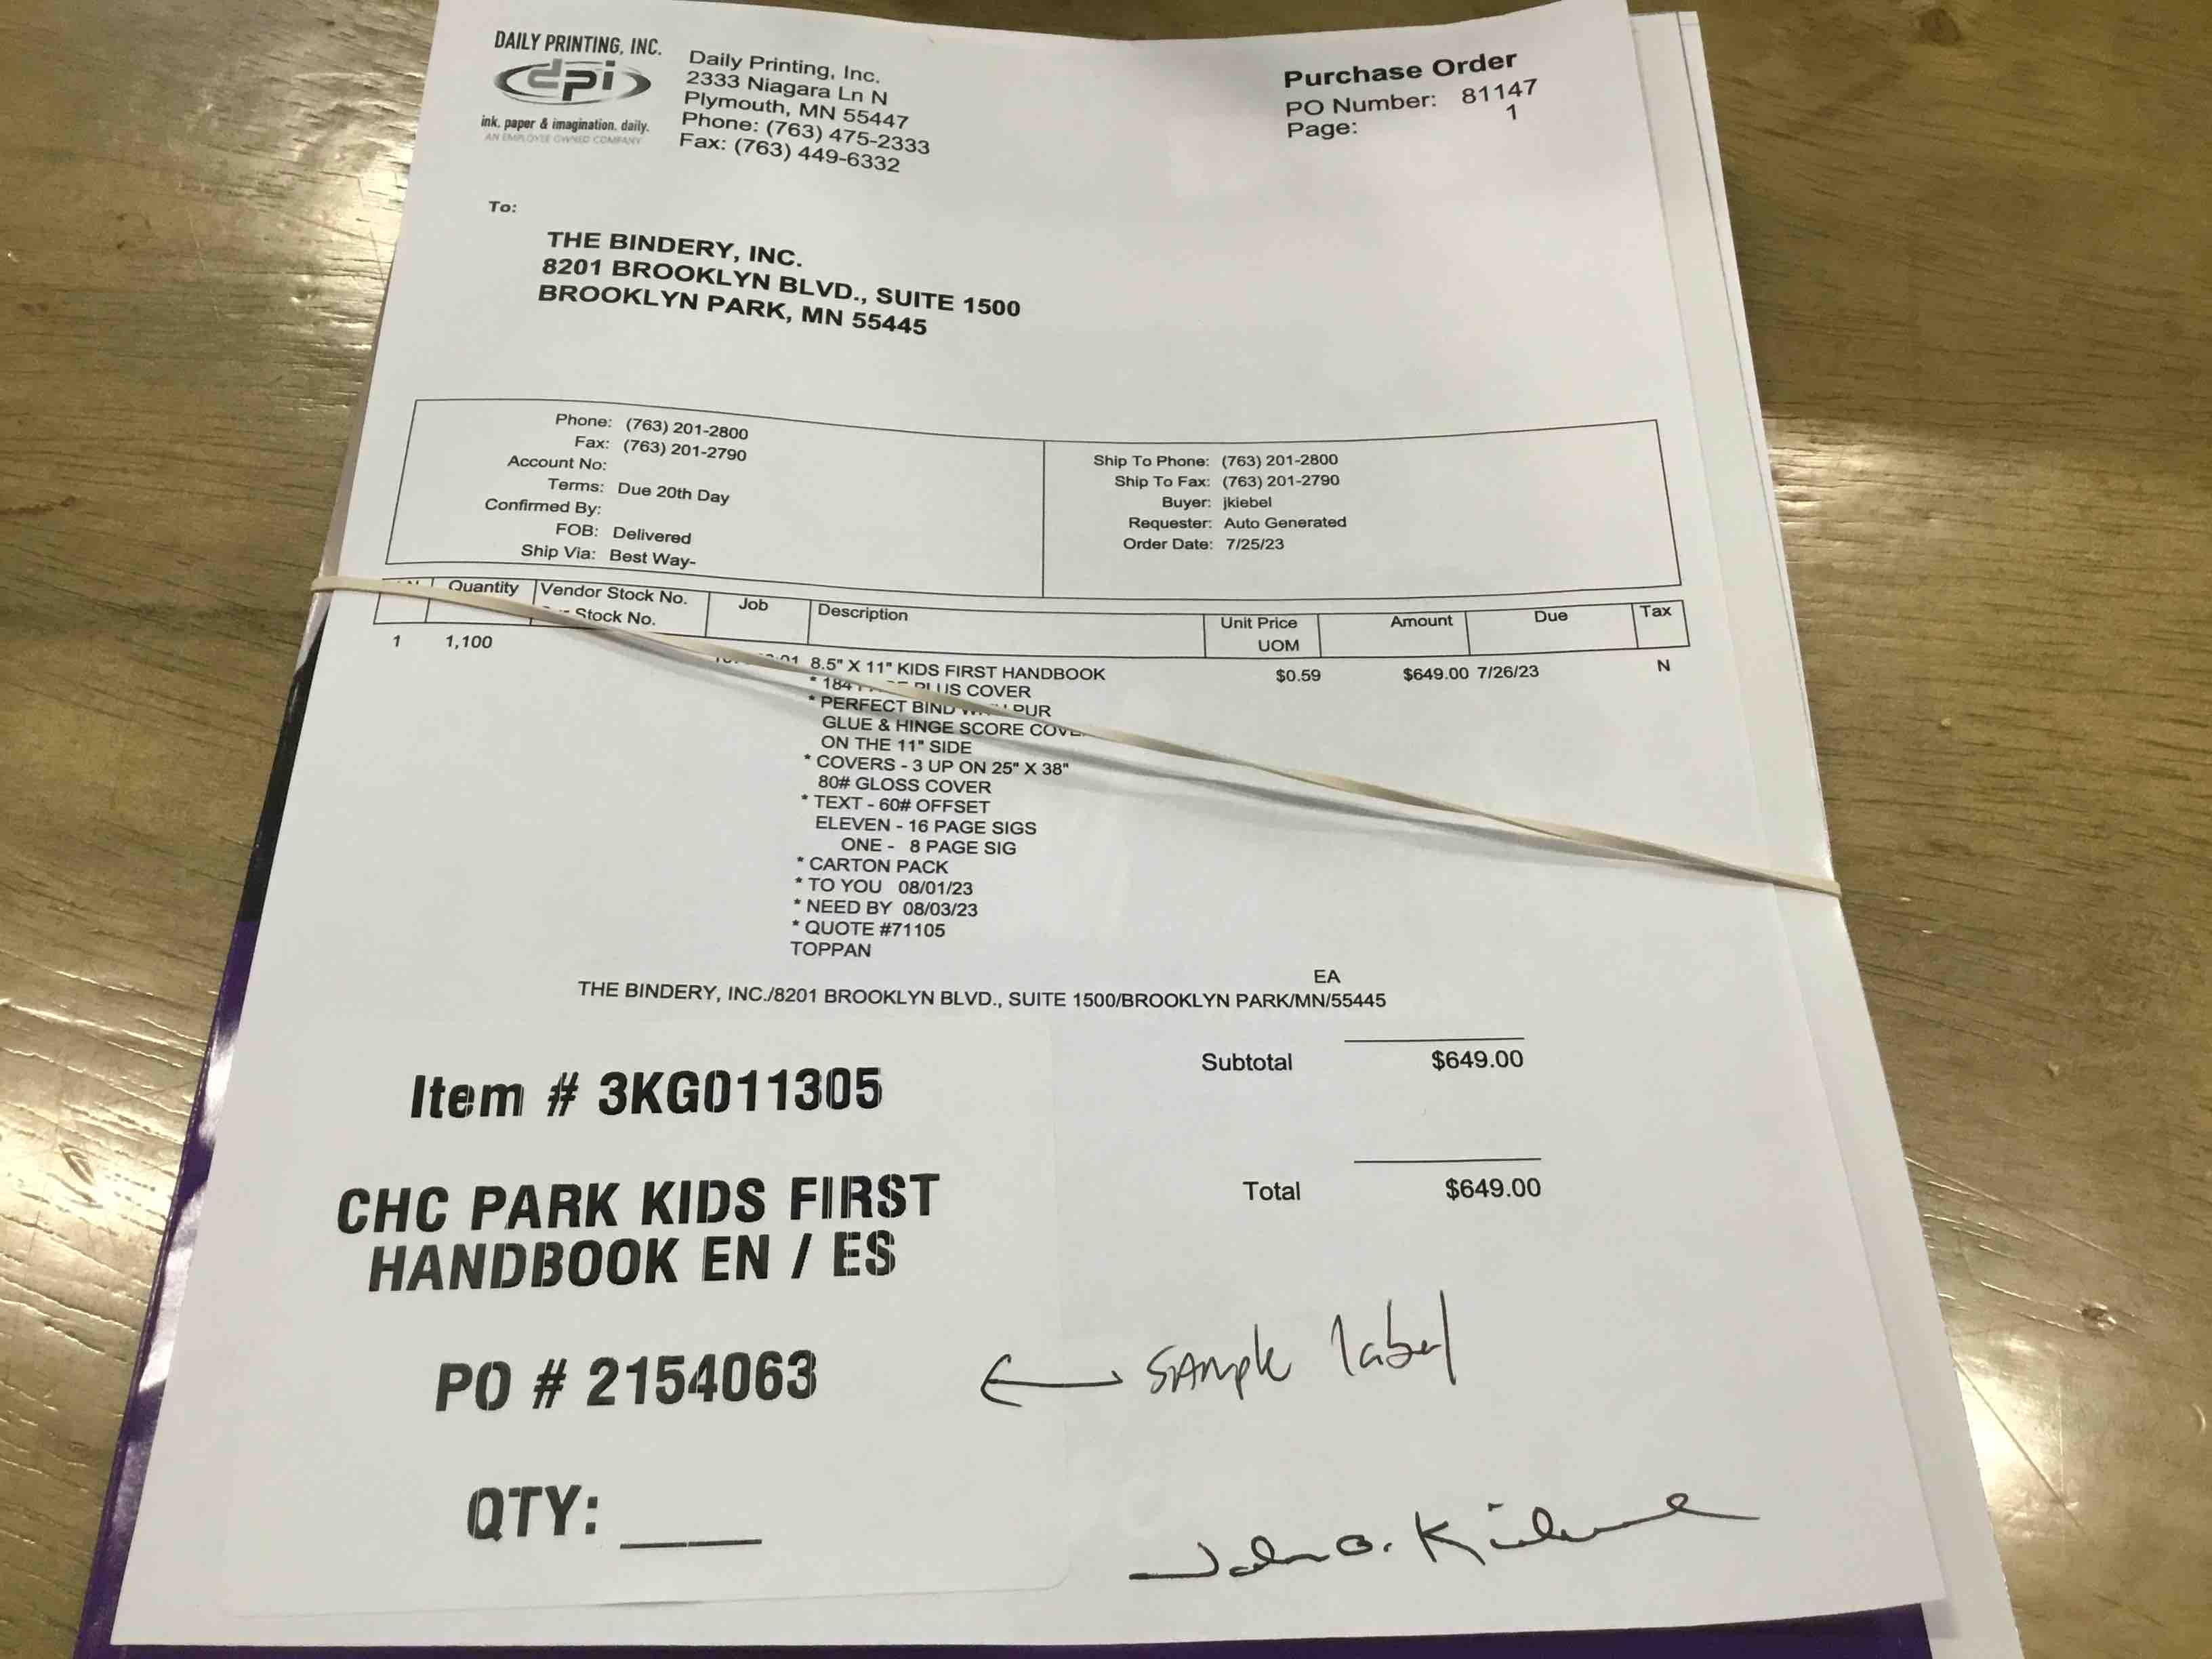 DAILY PRINTING, INC.
dpi
ink, paper & imagination, daily.
AN EMPLOYEE OWNED COMPANY
Daily Printing, Inc.
2333 Niagara Ln N
Plymouth, MN 55447
Phone: (763) 475-2333
Fax: (763) 449-6332
Purchase Order
PO Number: 81147
Page: 1
To:
THE BINDERY, INC.
8201 BROOKLYN BLVD., SUITE 1500
BROOKLYN PARK, MN 55445
Phone: (763) 201-2800
Fax: (763) 201-2790
Account No:
Terms: Due 20th Day
Confirmed By:
FOB: Delivered
Ship Via: Best Way-
Ship To Phone: (763) 201-2800
Ship To Fax: (763) 201-2790
Buyer: jkiebel
Requester: Auto Generated
Order Date: 7/25/23
Quantity Vendor Stock No. Job Description Unit Price Amount Due Tax
Stock No. UOM
1 1,100 8.5" X 11" KIDS FIRST HANDBOOK $0.59 $649.00 7/26/23 N
* 184 PLUS COVER
* PERFECT BIND PUR
GLUE & HINGE SCORE
ON THE 11" SIDE
* COVERS - 3 UP ON 25" X 38"
80# GLOSS COVER
* TEXT - 60# OFFSET
ELEVEN - 16 PAGE SIGS
ONE - 8 PAGE SIG
* CARTON PACK
* TO YOU 08/01/23
* NEED BY 08/03/23
* QUOTE #71105
TOPPAN
EA
THE BINDERY, INC./8201 BROOKLYN BLVD., SUITE 1500/BROOKLYN PARK/MN/55445
Subtotal $649.00
Total $649.00
Item # 3KG011305
CHC PARK KIDS FIRST
HANDBOOK EN / ES
PO # 2154063
← sample label
QTY: ____